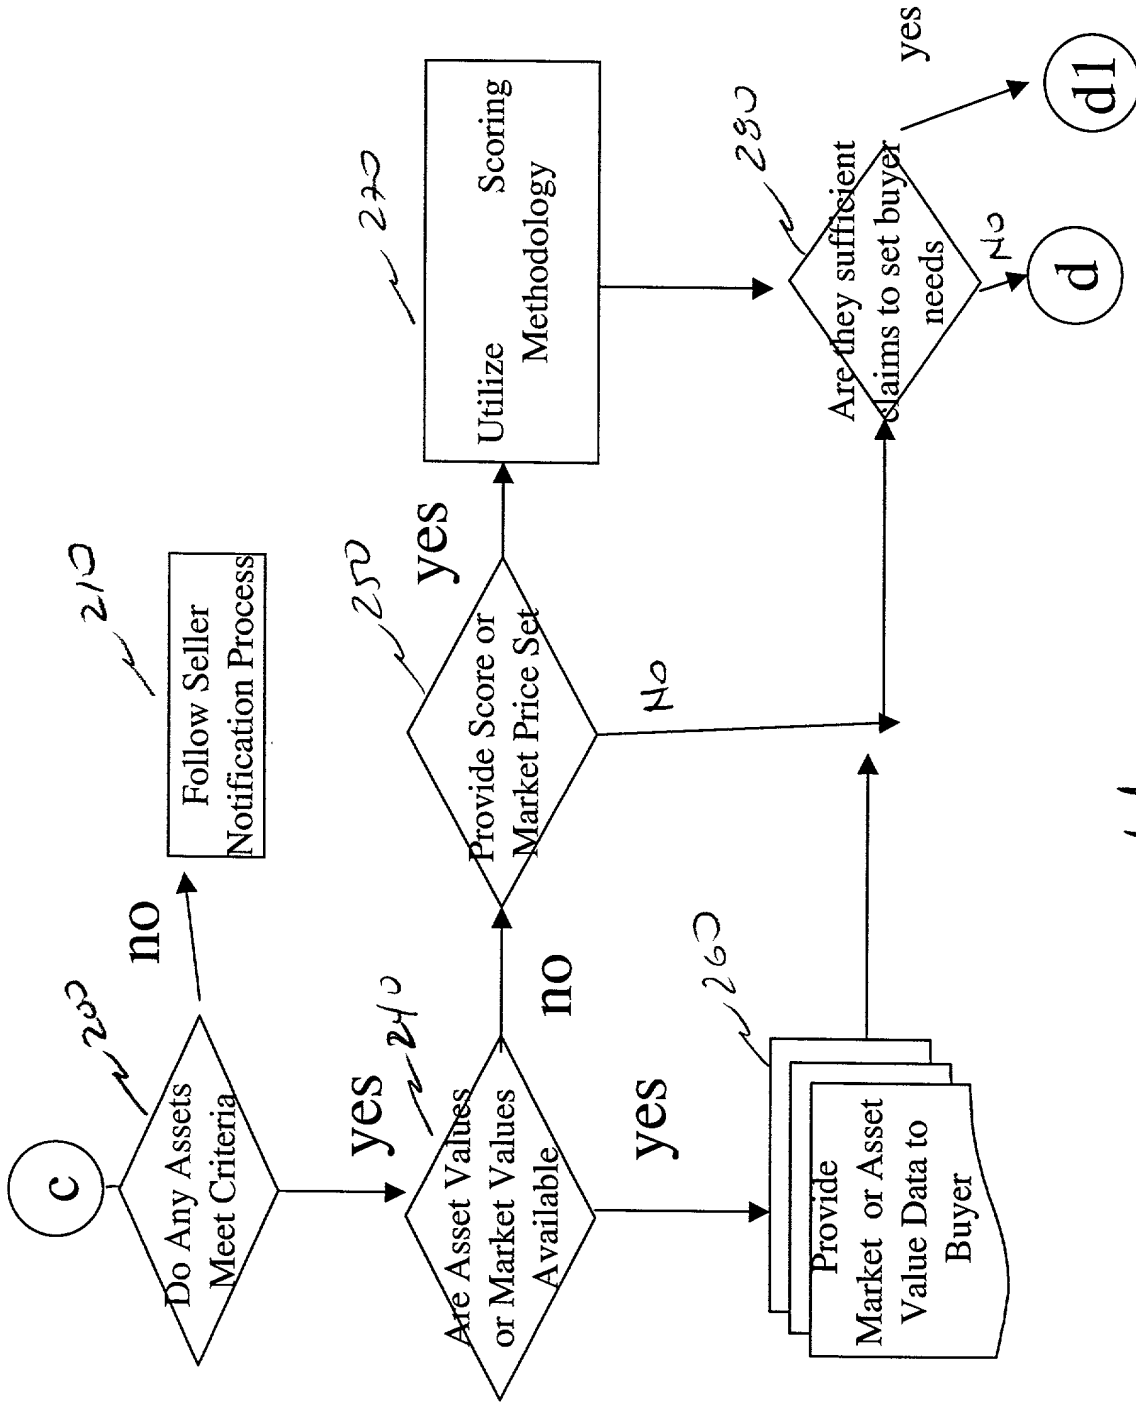 c
200
Do Any Assets
Meet Criteria
no
210
Follow Seller
Notification Process
yes
240
Are Asset Values
or Market Values
Available
no
250
Provide Score or
Market Price Set
yes
270
Utilize Scoring
Methodology
yes
260
Provide
Market or Asset
Value Data to
Buyer
NO
280
Are they sufficient
claims to set buyer
needs
yes
d1
NO
d